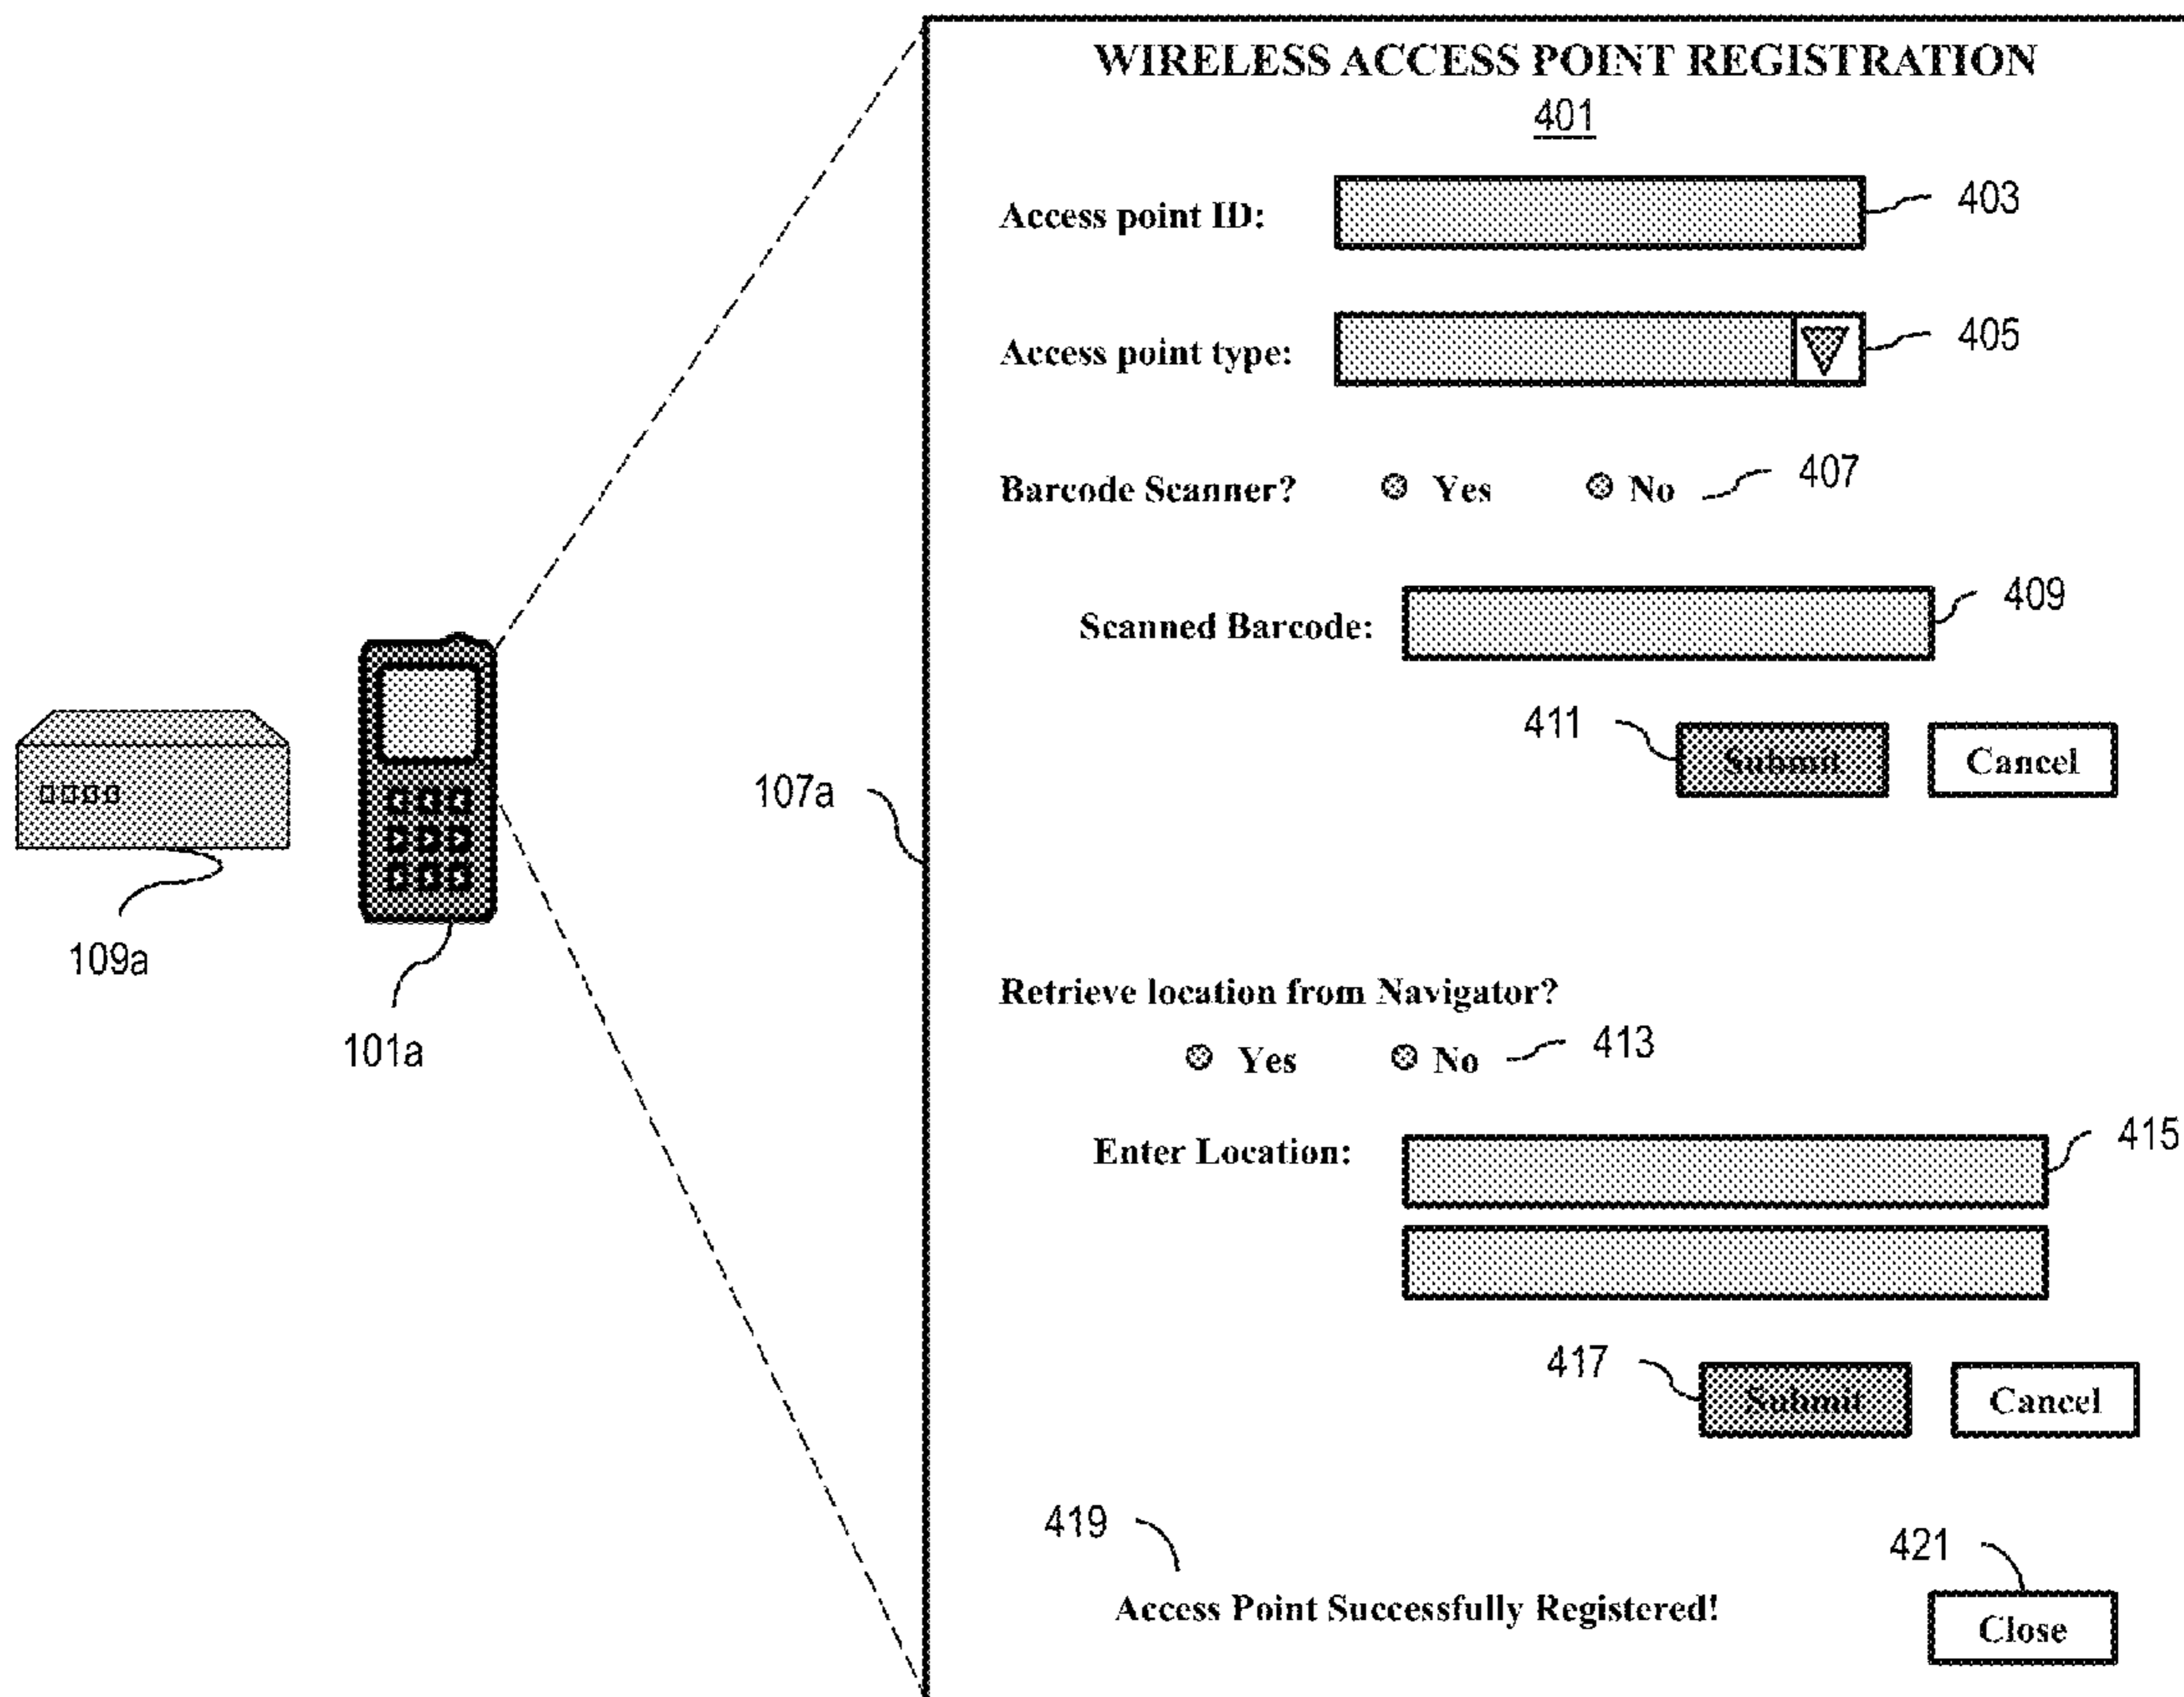 WIRELESS ACCESS POINT REGISTRATION
401
Access point ID: 403
Access point type: 405
Barcode Scanner? Yes No 407
Scanned Barcode: 409
411 Submit Cancel
107a
109a
101a
Retrieve location from Navigator?
Yes No 413
Enter Location: 415
417 Submit Cancel
419
421
Access Point Successfully Registered!
Close